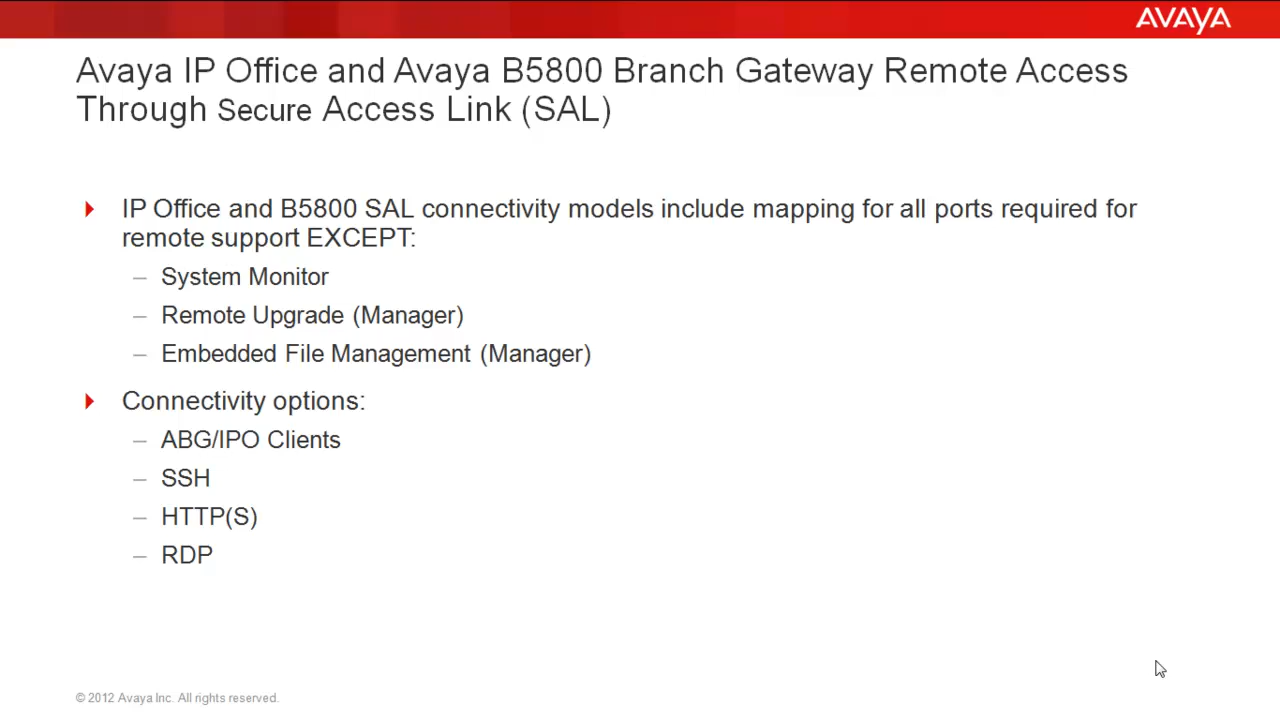 AVAYA
Avaya IP Office and Avaya B5800 Branch Gateway Remote Access
Through Secure Access Link (SAL)
IP Office and B5800 SAL connectivity models include mapping for all ports required for
remote support EXCEPT:
– System Monitor
– Remote Upgrade (Manager)
– Embedded File Management (Manager)
Connectivity options:
– ABG/IPO Clients
– SSH
– HTTP(S)
– RDP
© 2012 Avaya Inc. All rights reserved.